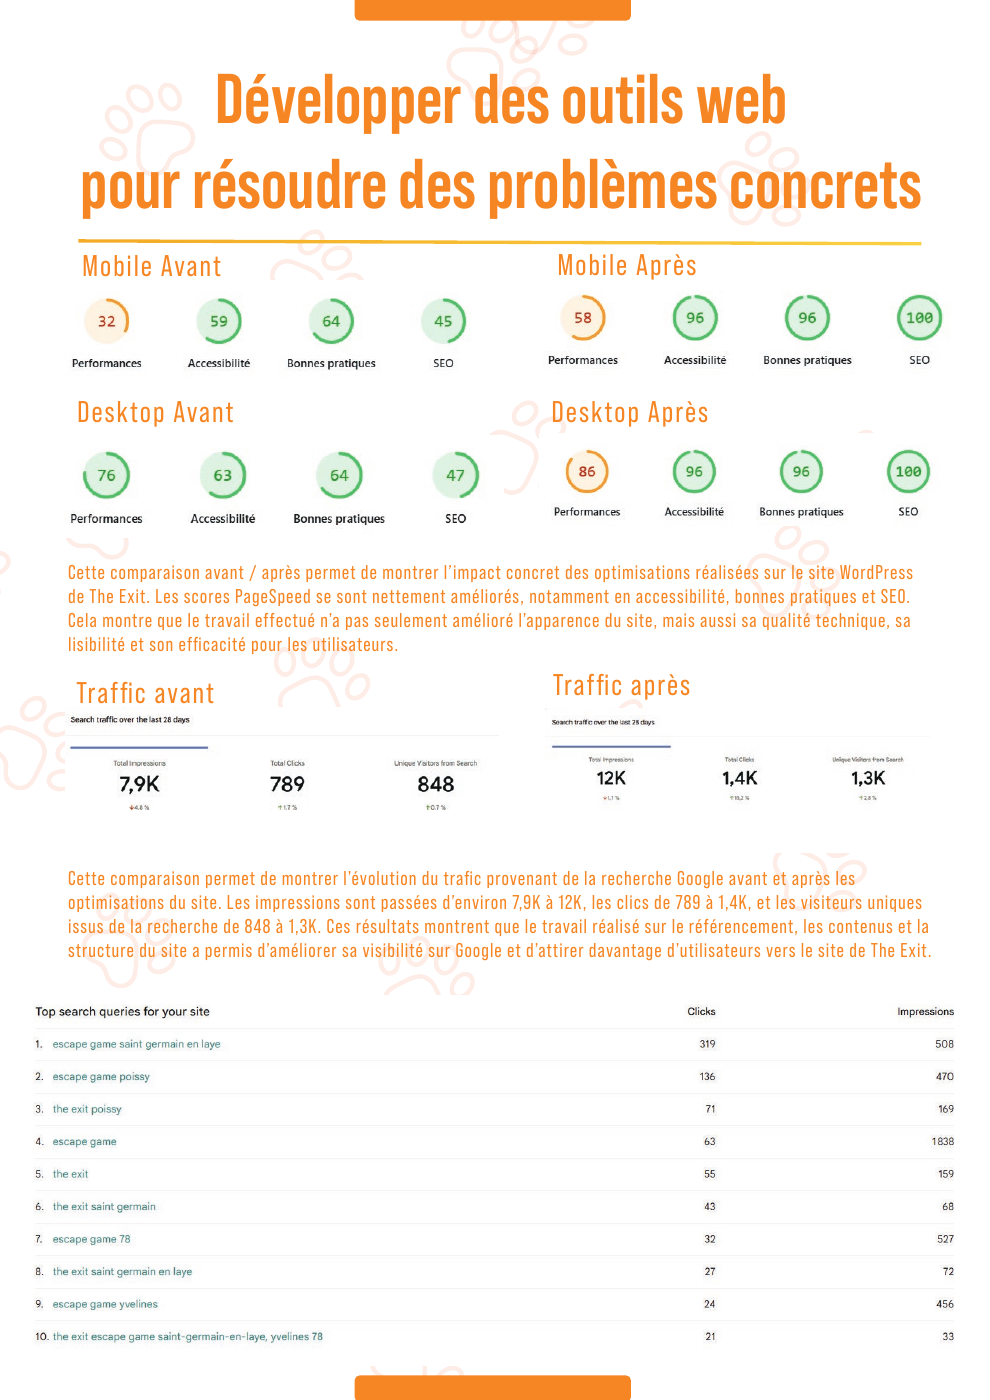 Développer des outils web
pour résoudre des problèmes concrets
Mobile Avant
32 59 64 45
Performances Accessibilité Bonnes pratiques SEO
Mobile Après
58 96 96 100
Performances Accessibilité Bonnes pratiques SEO
Desktop Avant
76 63 64 47
Performances Accessibilité Bonnes pratiques SEO
Desktop Après
86 96 96 100
Performances Accessibilité Bonnes pratiques SEO
Cette comparaison avant / après permet de montrer l'impact concret des optimisations réalisées sur le site WordPress
de The Exit. Les scores PageSpeed se sont nettement améliorés, notamment en accessibilité, bonnes pratiques et SEO.
Cela montre que le travail effectué n'a pas seulement amélioré l'apparence du site, mais aussi sa qualité technique, sa
lisibilité et son efficacité pour les utilisateurs.
Traffic avant
Search traffic over the last 28 days
Total Impressions Total Clicks Unique Visitors from Search
7,9K 789 848
↓4.8 % ↑1.7 % ↑0.7 %
Traffic après
Search traffic over the last 28 days
Total Impressions Total Clicks Unique Visitors from Search
12K 1,4K 1,3K
↓1.1 % ↑2.8 %
Cette comparaison permet de montrer l'évolution du trafic provenant de la recherche Google avant et après les
optimisations du site. Les impressions sont passées d'environ 7,9K à 12K, les clics de 789 à 1,4K, et les visiteurs uniques
issus de la recherche de 848 à 1,3K. Ces résultats montrent que le travail réalisé sur le référencement, les contenus et la
structure du site a permis d'améliorer sa visibilité sur Google et d'attirer davantage d'utilisateurs vers le site de The Exit.
Top search queries for your site Clicks Impressions
1. escape game saint germain en laye 319 508
2. escape game poissy 136 470
3. the exit poissy 71 169
4. escape game 63 1838
5. the exit 55 159
6. the exit saint germain 43 68
7. escape game 78 32 527
8. the exit saint germain en laye 27 72
9. escape game yvelines 24 456
10. the exit escape game saint-germain-en-laye, yvelines 78 21 33